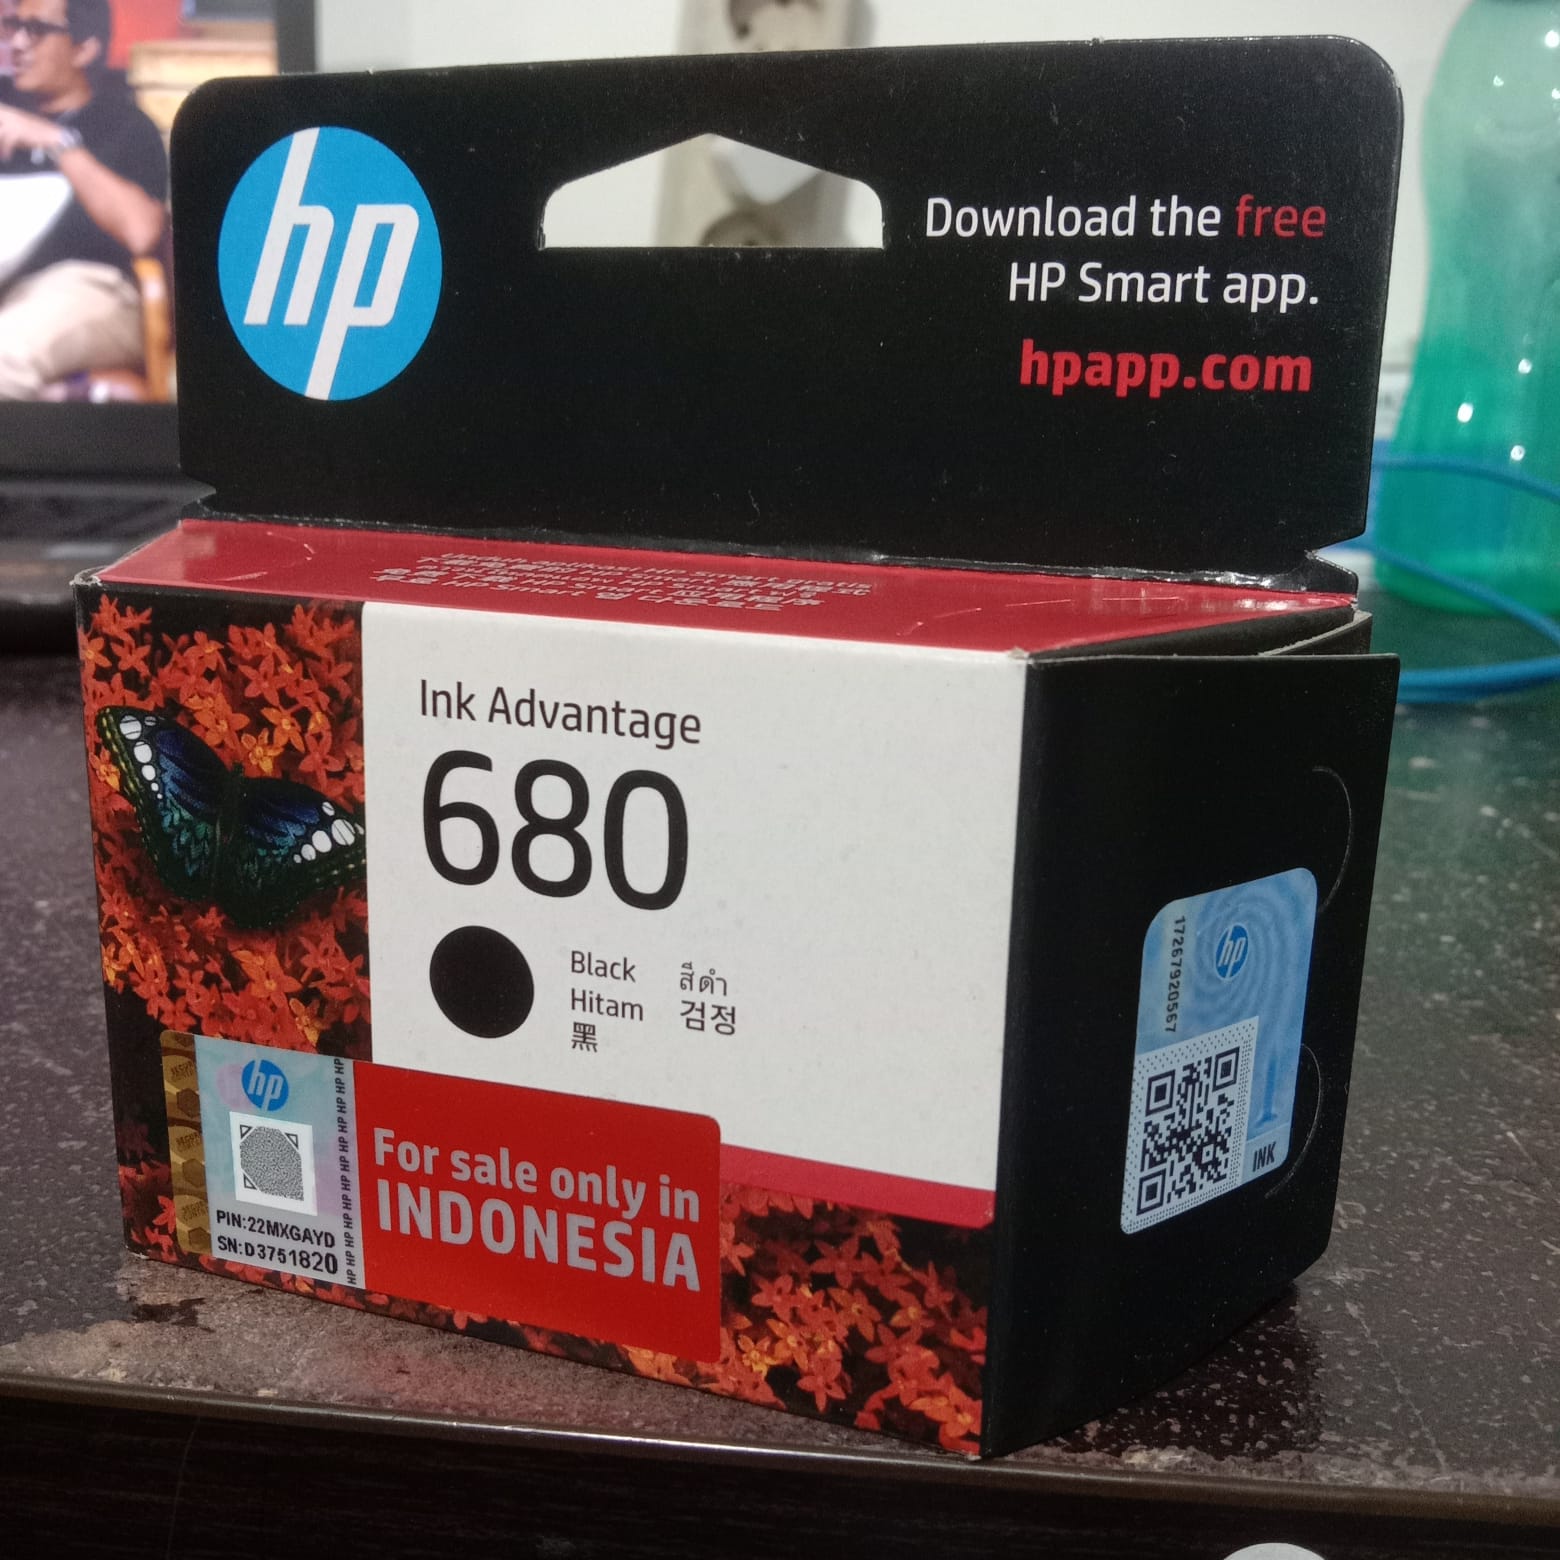 hp
Download the free
HP Smart app.
hpapp.com
Ink Advantage
680
Black
Hitam
黑
สีดำ
검정
hp
PIN:22MXGAYD
SN:D3751820
HP HP HP HP HP HP HP HP HP
For sale only in
INDONESIA
hp
17267920567
INK